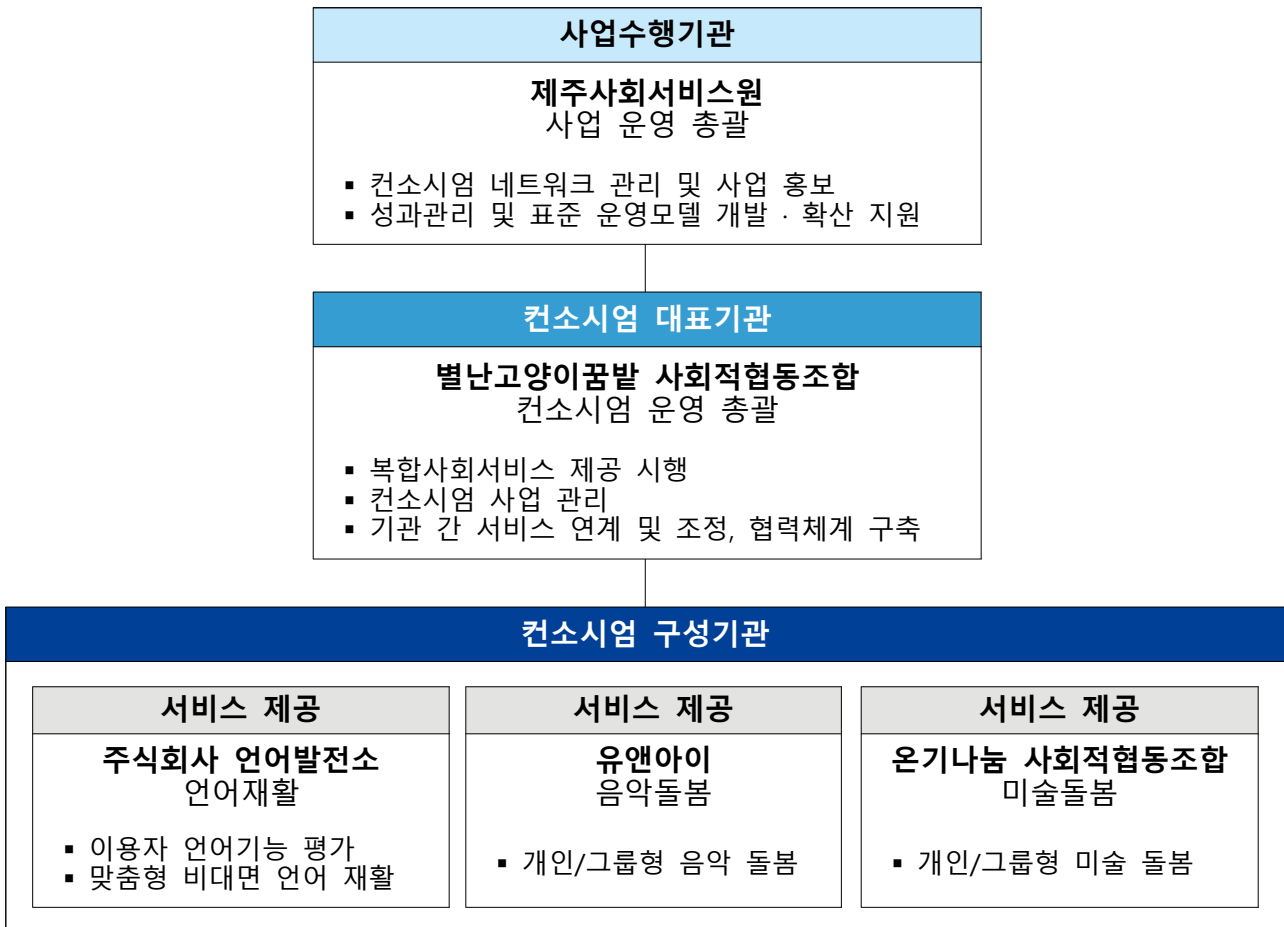 사업수행기관
제주사회서비스원
사업 운영 총괄
▪ 컨소시엄 네트워크 관리 및 사업 홍보
▪ 성과관리 및 표준 운영모델 개발 · 확산 지원
컨소시엄 대표기관
별난고양이꿈밭 사회적협동조합
컨소시엄 운영 총괄
▪ 복합사회서비스 제공 시행
▪ 컨소시엄 사업 관리
▪ 기관 간 서비스 연계 및 조정, 협력체계 구축
컨소시엄 구성기관
서비스 제공
주식회사 언어발전소
언어재활
▪ 이용자 언어기능 평가
▪ 맞춤형 비대면 언어 재활
서비스 제공
유앤아이
음악돌봄
▪ 개인/그룹형 음악 돌봄
서비스 제공
온기나눔 사회적협동조합
미술돌봄
▪ 개인/그룹형 미술 돌봄